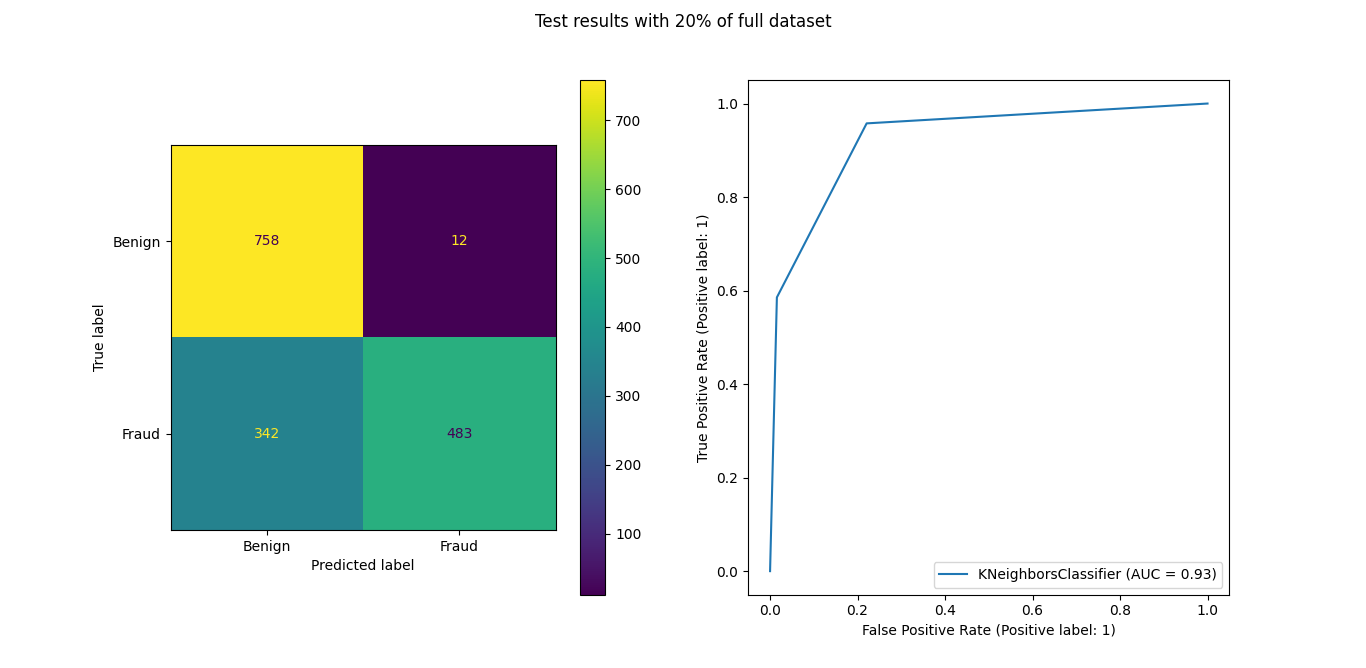 Test results with 20% of full dataset
True label
Benign
Fraud
758
12
342
483
Benign
Fraud
Predicted label
700
600
500
400
300
200
100
True Positive Rate (Positive label: 1)
1.0
0.8
0.6
0.4
0.2
0.0
KNeighborsClassifier (AUC = 0.93)
0.0
0.2
0.4
0.6
0.8
1.0
False Positive Rate (Positive label: 1)